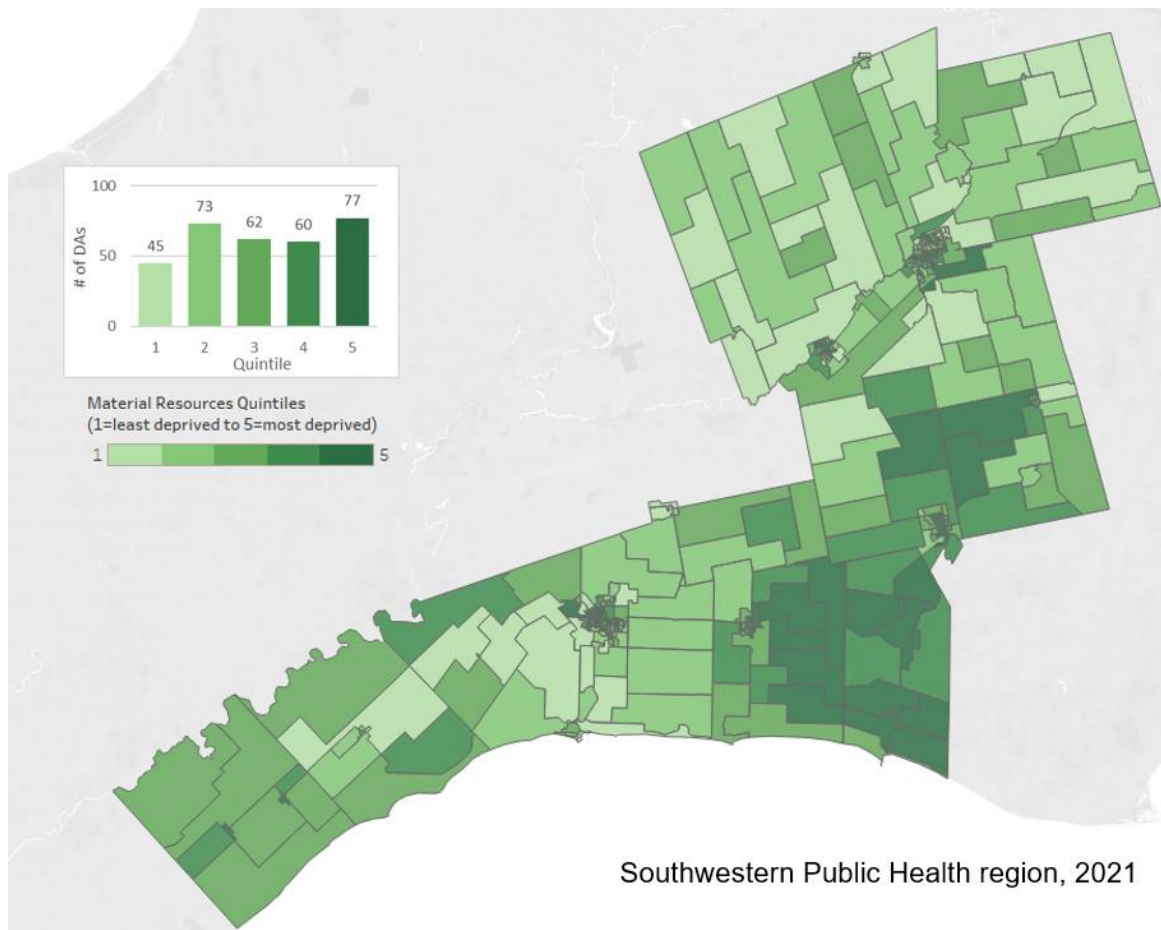 100
50
0
# of DAs
45
73
62
60
77
1 2 3 4 5
Quintile
Material Resources Quintiles
(1=least deprived to 5=most deprived)
1 5
Southwestern Public Health region, 2021